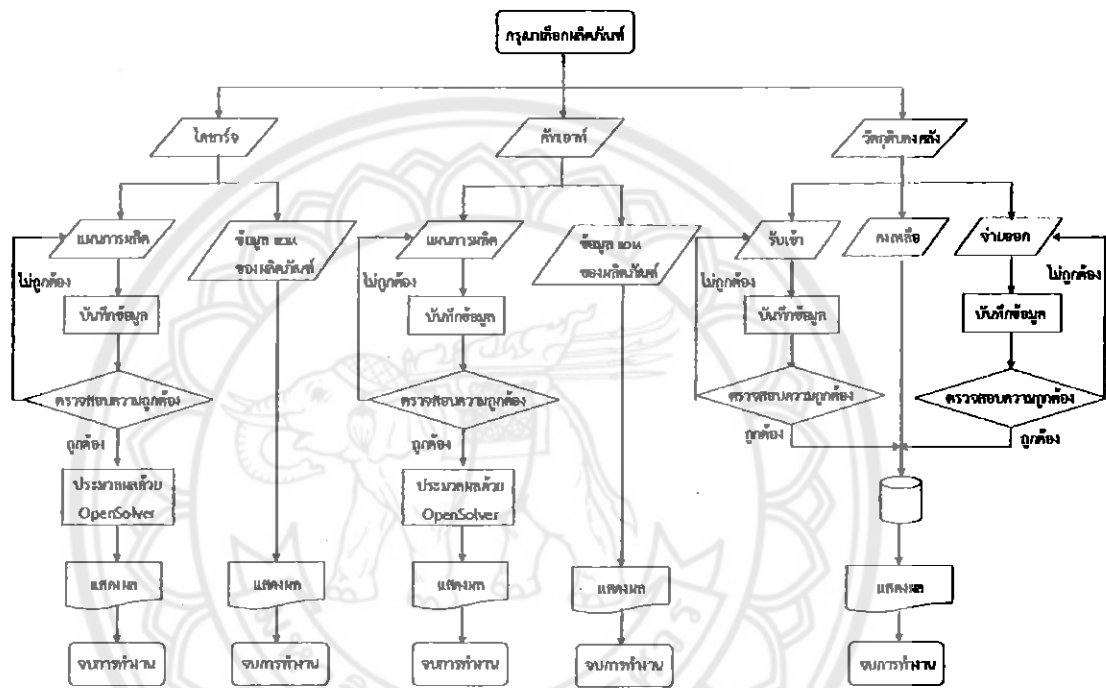 กรุณาเลือกผลิตภัณฑ์
ไดชาร์จ
คัทเอาท์
วัตถุดิบคงคลัง
แผนการผลิต
ข้อมูล
ของผลิตภัณฑ์
แผนการผลิต
ข้อมูล
ของผลิตภัณฑ์
รับเข้า
คงเหลือ
จ่ายออก
ไม่ถูกต้อง
ไม่ถูกต้อง
ไม่ถูกต้อง
ไม่ถูกต้อง
บันทึกข้อมูล
บันทึกข้อมูล
บันทึกข้อมูล
บันทึกข้อมูล
ตรวจสอบความถูกต้อง
ตรวจสอบความถูกต้อง
ตรวจสอบความถูกต้อง
ตรวจสอบความถูกต้อง
ถูกต้อง
ถูกต้อง
ถูกต้อง
ถูกต้อง
ประมวลผลด้วย
OpenSolver
ประมวลผลด้วย
OpenSolver
แสดงผล
แสดงผล
แสดงผล
แสดงผล
แสดงผล
จบการทำงาน
จบการทำงาน
จบการทำงาน
จบการทำงาน
จบการทำงาน